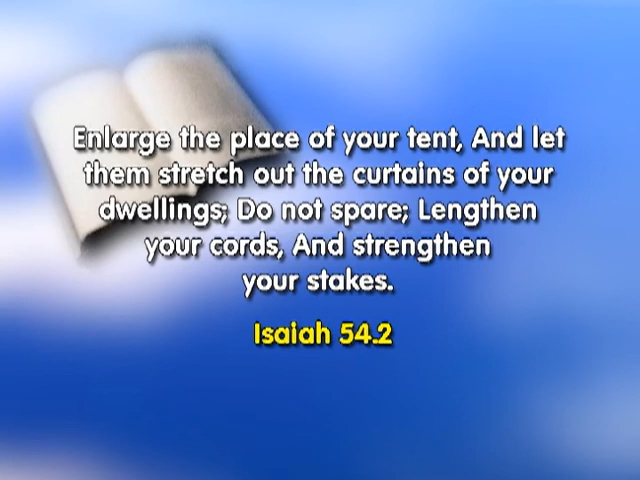 Enlarge the place of your tent, And let
them stretch out the curtains of your
dwellings; Do not spare; Lengthen
your cords, And strengthen
your stakes.
Isaiah 54.2